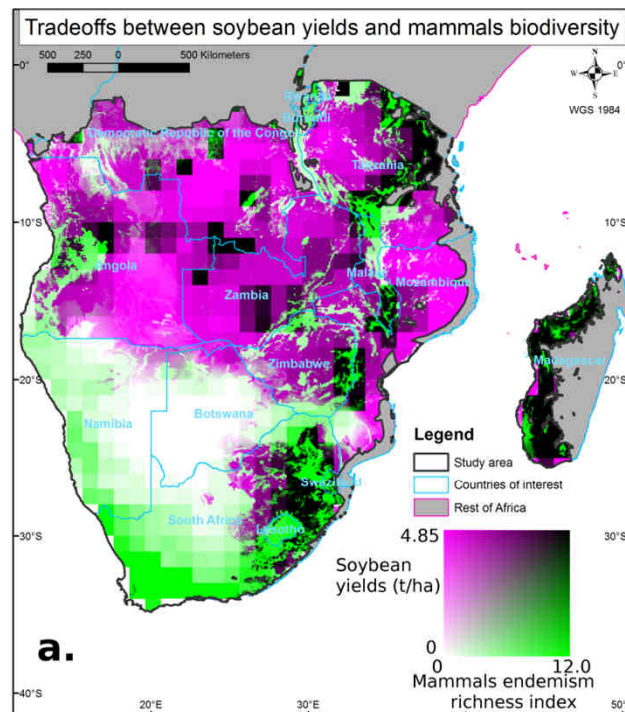 Tradeoffs between soybean yields and mammals biodiversity
500 250 0 500 Kilometers
N
W E
S
WGS 1984
0°
10°S
20°S
30°S
40°S
0°
10°S
20°S
30°S
20°E
30°E
50°
Rwanda
Burundi
Democratic Republic of the Congo
Tanzania
Angola
Malawi
Mozambique
Zambia
Zimbabwe
Madagascar
Namibia
Botswana
Swaziland
South Africa
Lesotho
Legend
Study area
Countries of interest
Rest of Africa
4.85
Soybean
yields (t/ha)
0
0 12.0
Mammals endemism
richness index
a.